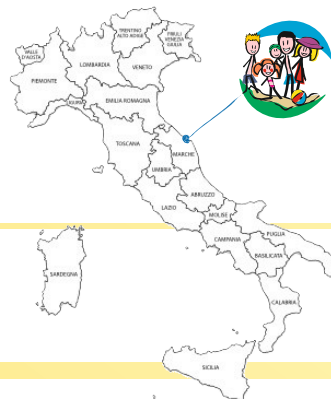 TRENTINO
ALTO ADIGE
FRIULI
VENEZIA
GIULIA
VALLE
D'AOSTA
LOMBARDIA
VENETO
PIEMONTE
LIGURIA
EMILIA ROMAGNA
TOSCANA
MARCHE
UMBRIA
ABRUZZO
LAZIO
MOLISE
PUGLIA
CAMPANIA
BASILICATA
SARDEGNA
CALABRIA
SICILIA